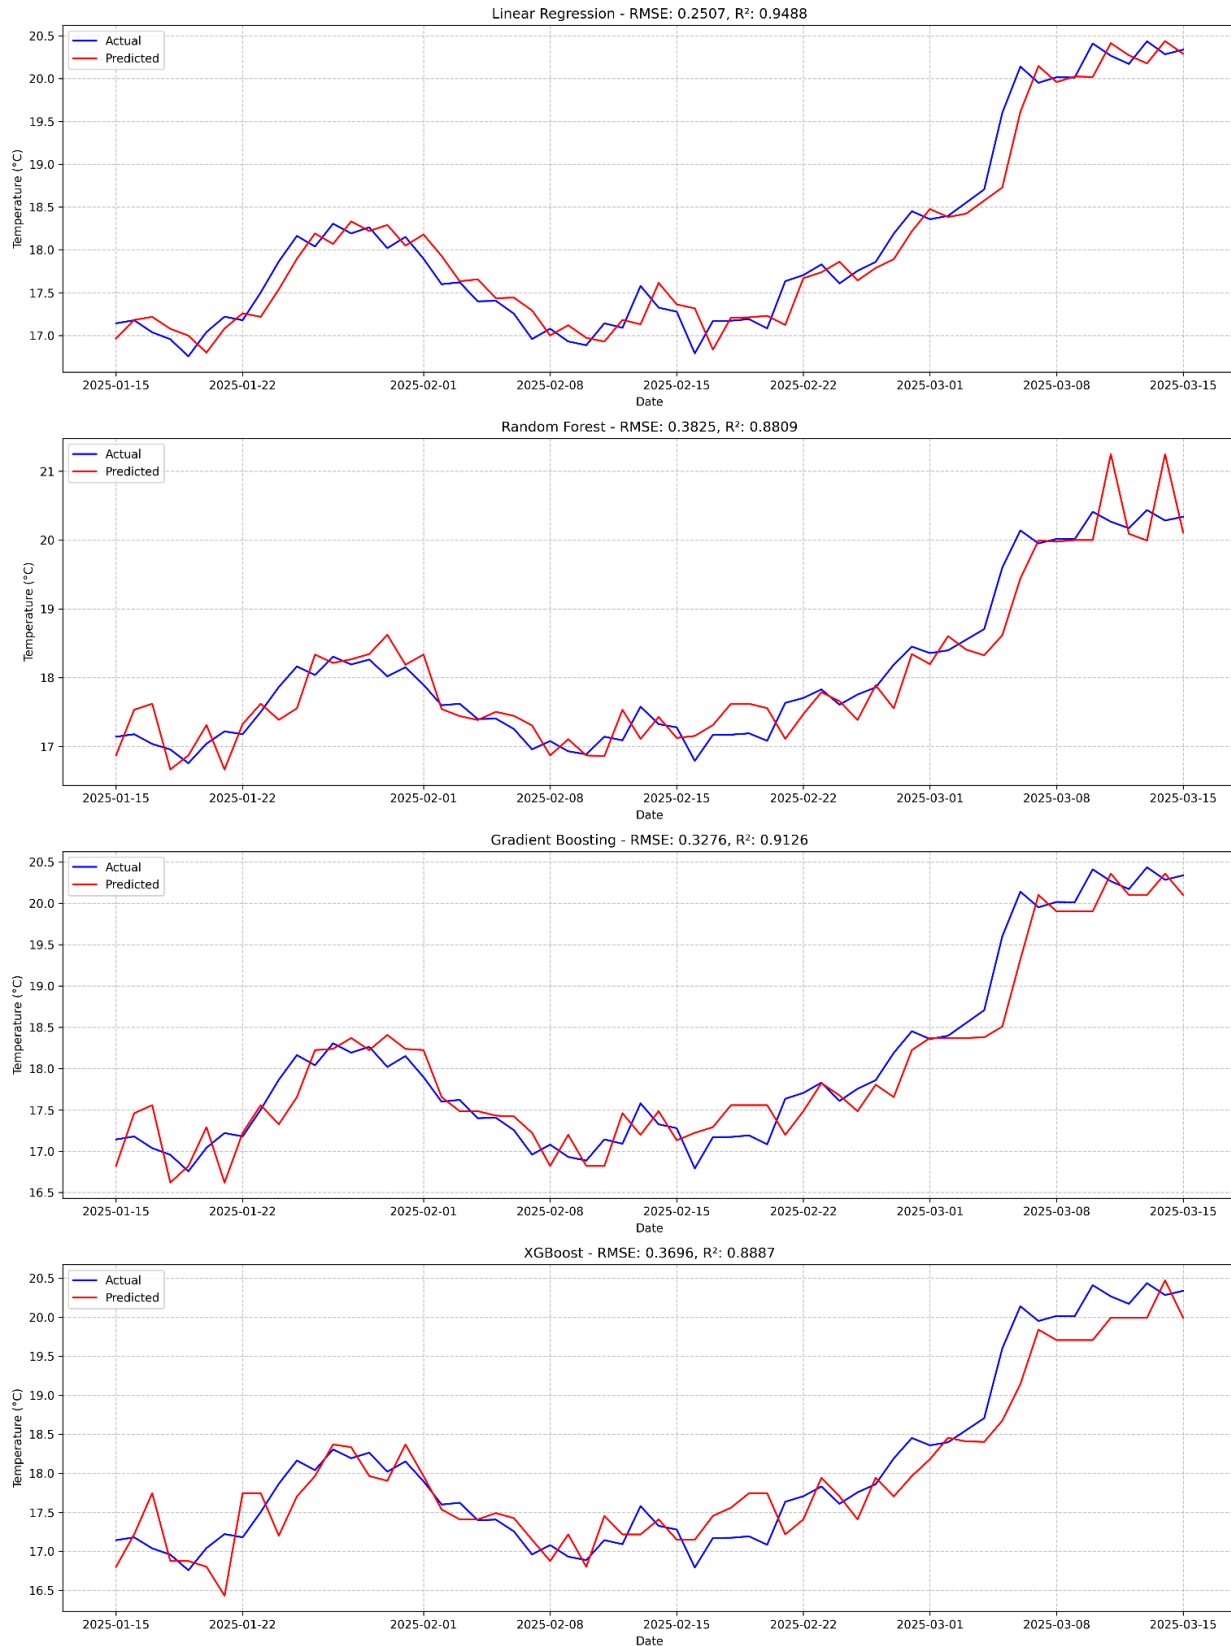 Linear Regression - RMSE: 0.2507, R²: 0.9488
Actual
Predicted
20.5
20.0
19.5
19.0
18.5
18.0
17.5
17.0
Temperature (°C)
2025-01-15 2025-01-22 2025-02-01 2025-02-08 2025-02-15 2025-02-22 2025-03-01 2025-03-08 2025-03-15
Date
Random Forest - RMSE: 0.3825, R²: 0.8809
Actual
Predicted
21
20
19
18
17
Temperature (°C)
2025-01-15 2025-01-22 2025-02-01 2025-02-08 2025-02-15 2025-02-22 2025-03-01 2025-03-08 2025-03-15
Date
Gradient Boosting - RMSE: 0.3276, R²: 0.9126
Actual
Predicted
20.5
20.0
19.5
19.0
18.5
18.0
17.5
17.0
16.5
Temperature (°C)
2025-01-15 2025-01-22 2025-02-01 2025-02-08 2025-02-15 2025-02-22 2025-03-01 2025-03-08 2025-03-15
Date
XGBoost - RMSE: 0.3696, R²: 0.8887
Actual
Predicted
20.5
20.0
19.5
19.0
18.5
18.0
17.5
17.0
16.5
Temperature (°C)
2025-01-15 2025-01-22 2025-02-01 2025-02-08 2025-02-15 2025-02-22 2025-03-01 2025-03-08 2025-03-15
Date